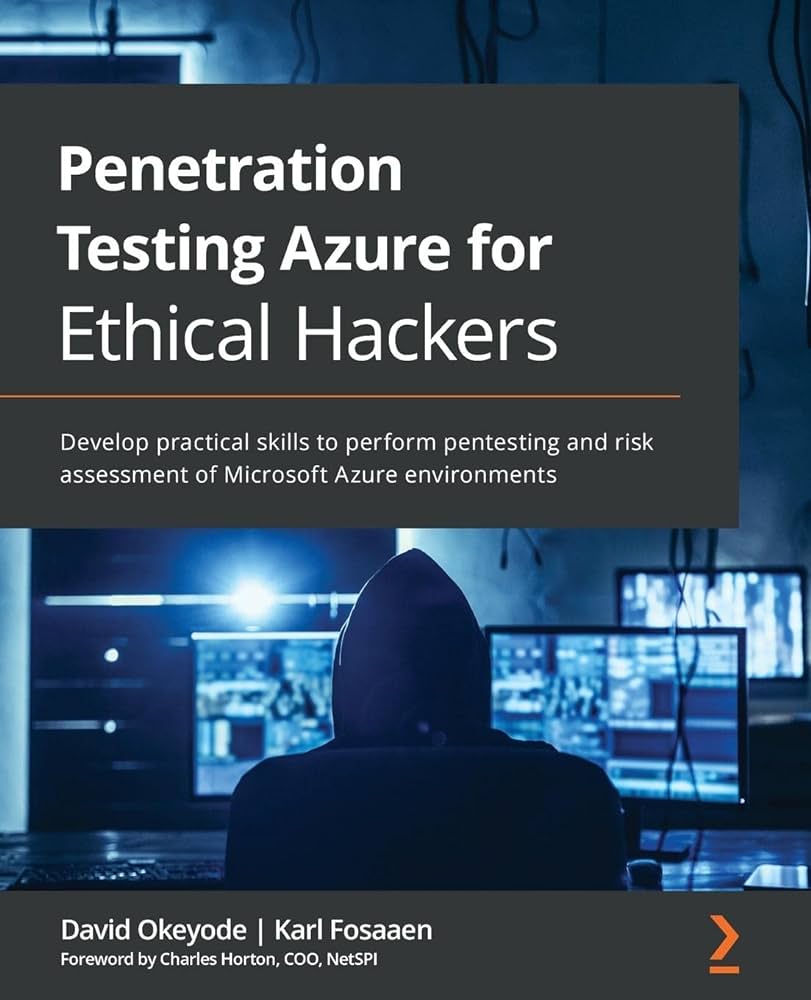 Penetration
Testing Azure for
Ethical Hackers
Develop practical skills to perform pentesting and risk
assessment of Microsoft Azure environments
David Okeyode | Karl Fosaaen
Foreword by Charles Horton, COO, NetSPI